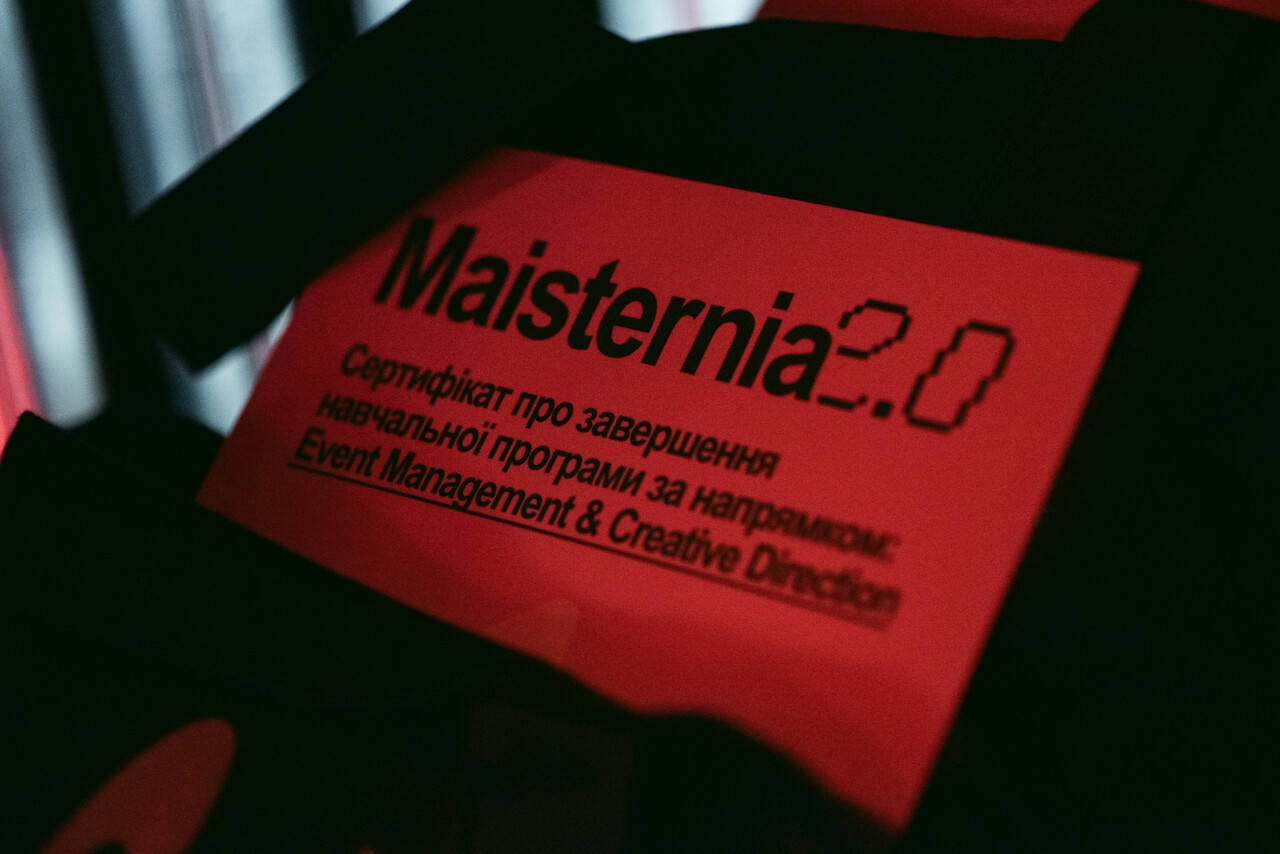 Maisternia2.0
Сертифікат про завершення
навчальної програми за напрямком:
Event Management & Creative Direction